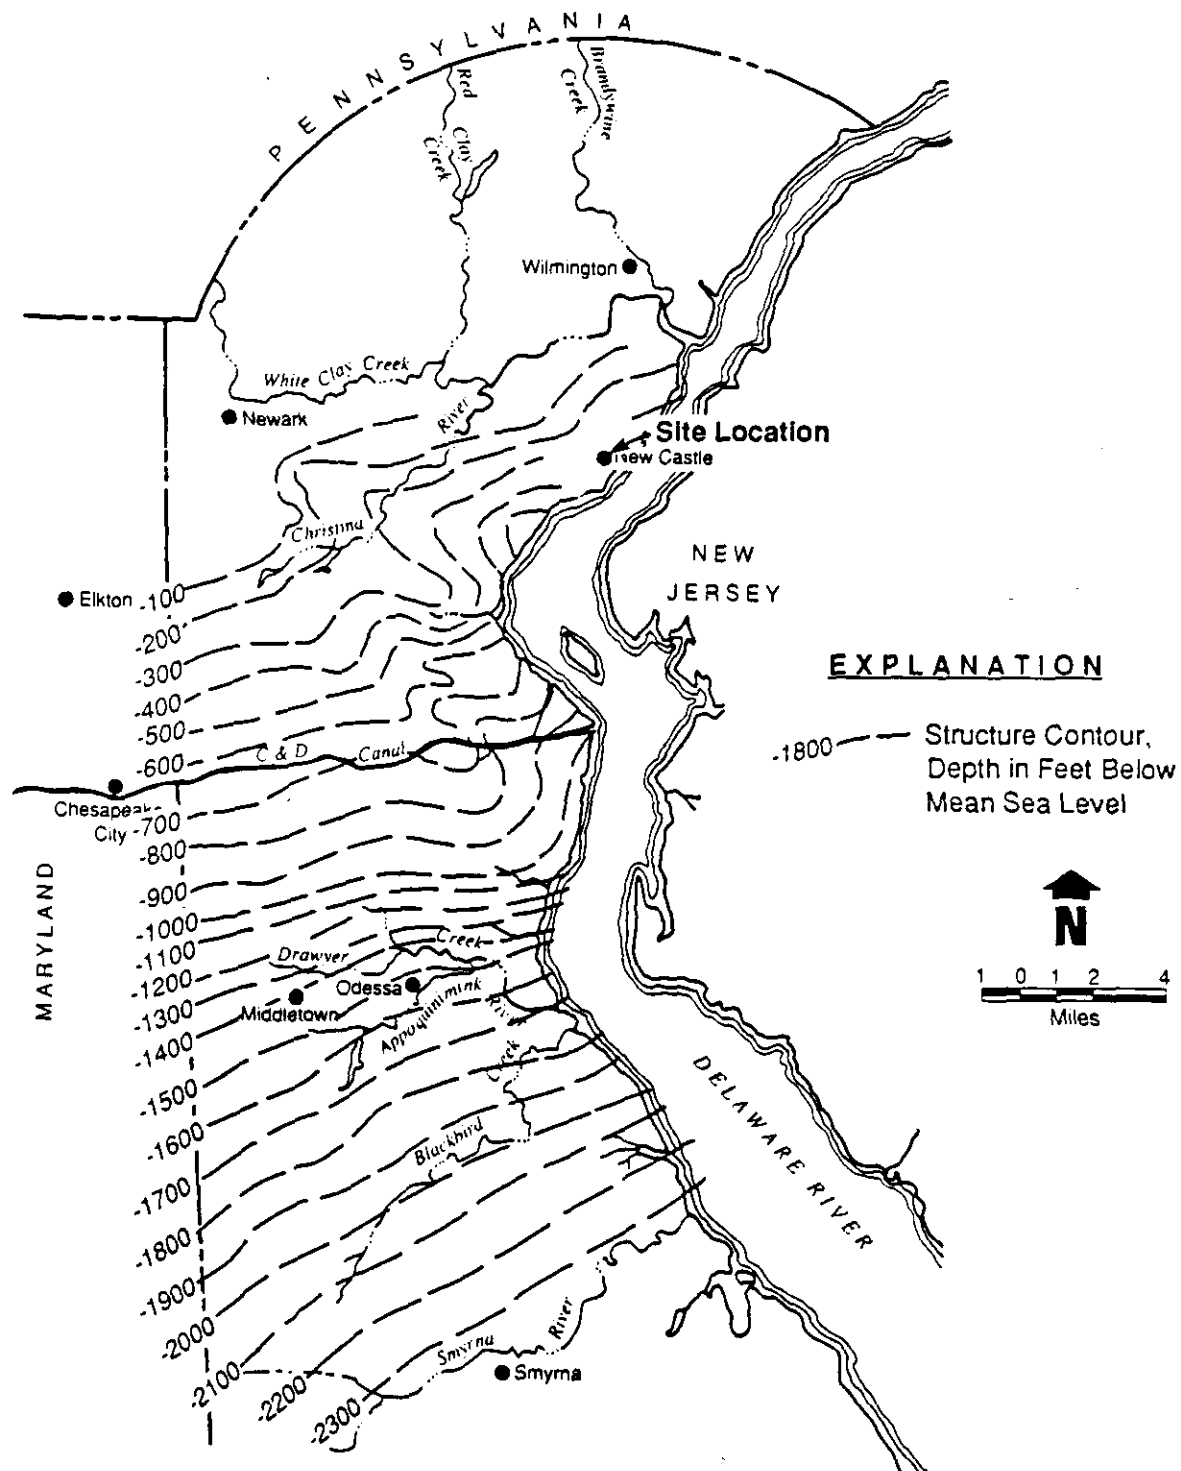 PENNSYLVANIA
Red
Clay
Creek
Brandywine
Creek
Wilmington
White Clay Creek
Newark
River
Site Location
New Castle
Christina
NEW
JERSEY
Elkton
-100
-200
-300
-400
-500
-600
C & D Canal
Chesapeake
City
-700
-800
-900
-1000
-1100
-1200
-1300
-1400
-1500
-1600
-1700
-1800
-1900
-2000
-2100
-2200
-2300
MARYLAND
Drawyer Creek
Odessa
Middletown
Appoquinimink
River
Creek
Blackbird
Smyrna River
Smyrna
DELAWARE RIVER
EXPLANATION
-1800 Structure Contour,
Depth in Feet Below
Mean Sea Level
N
1 0 1 2 4
Miles